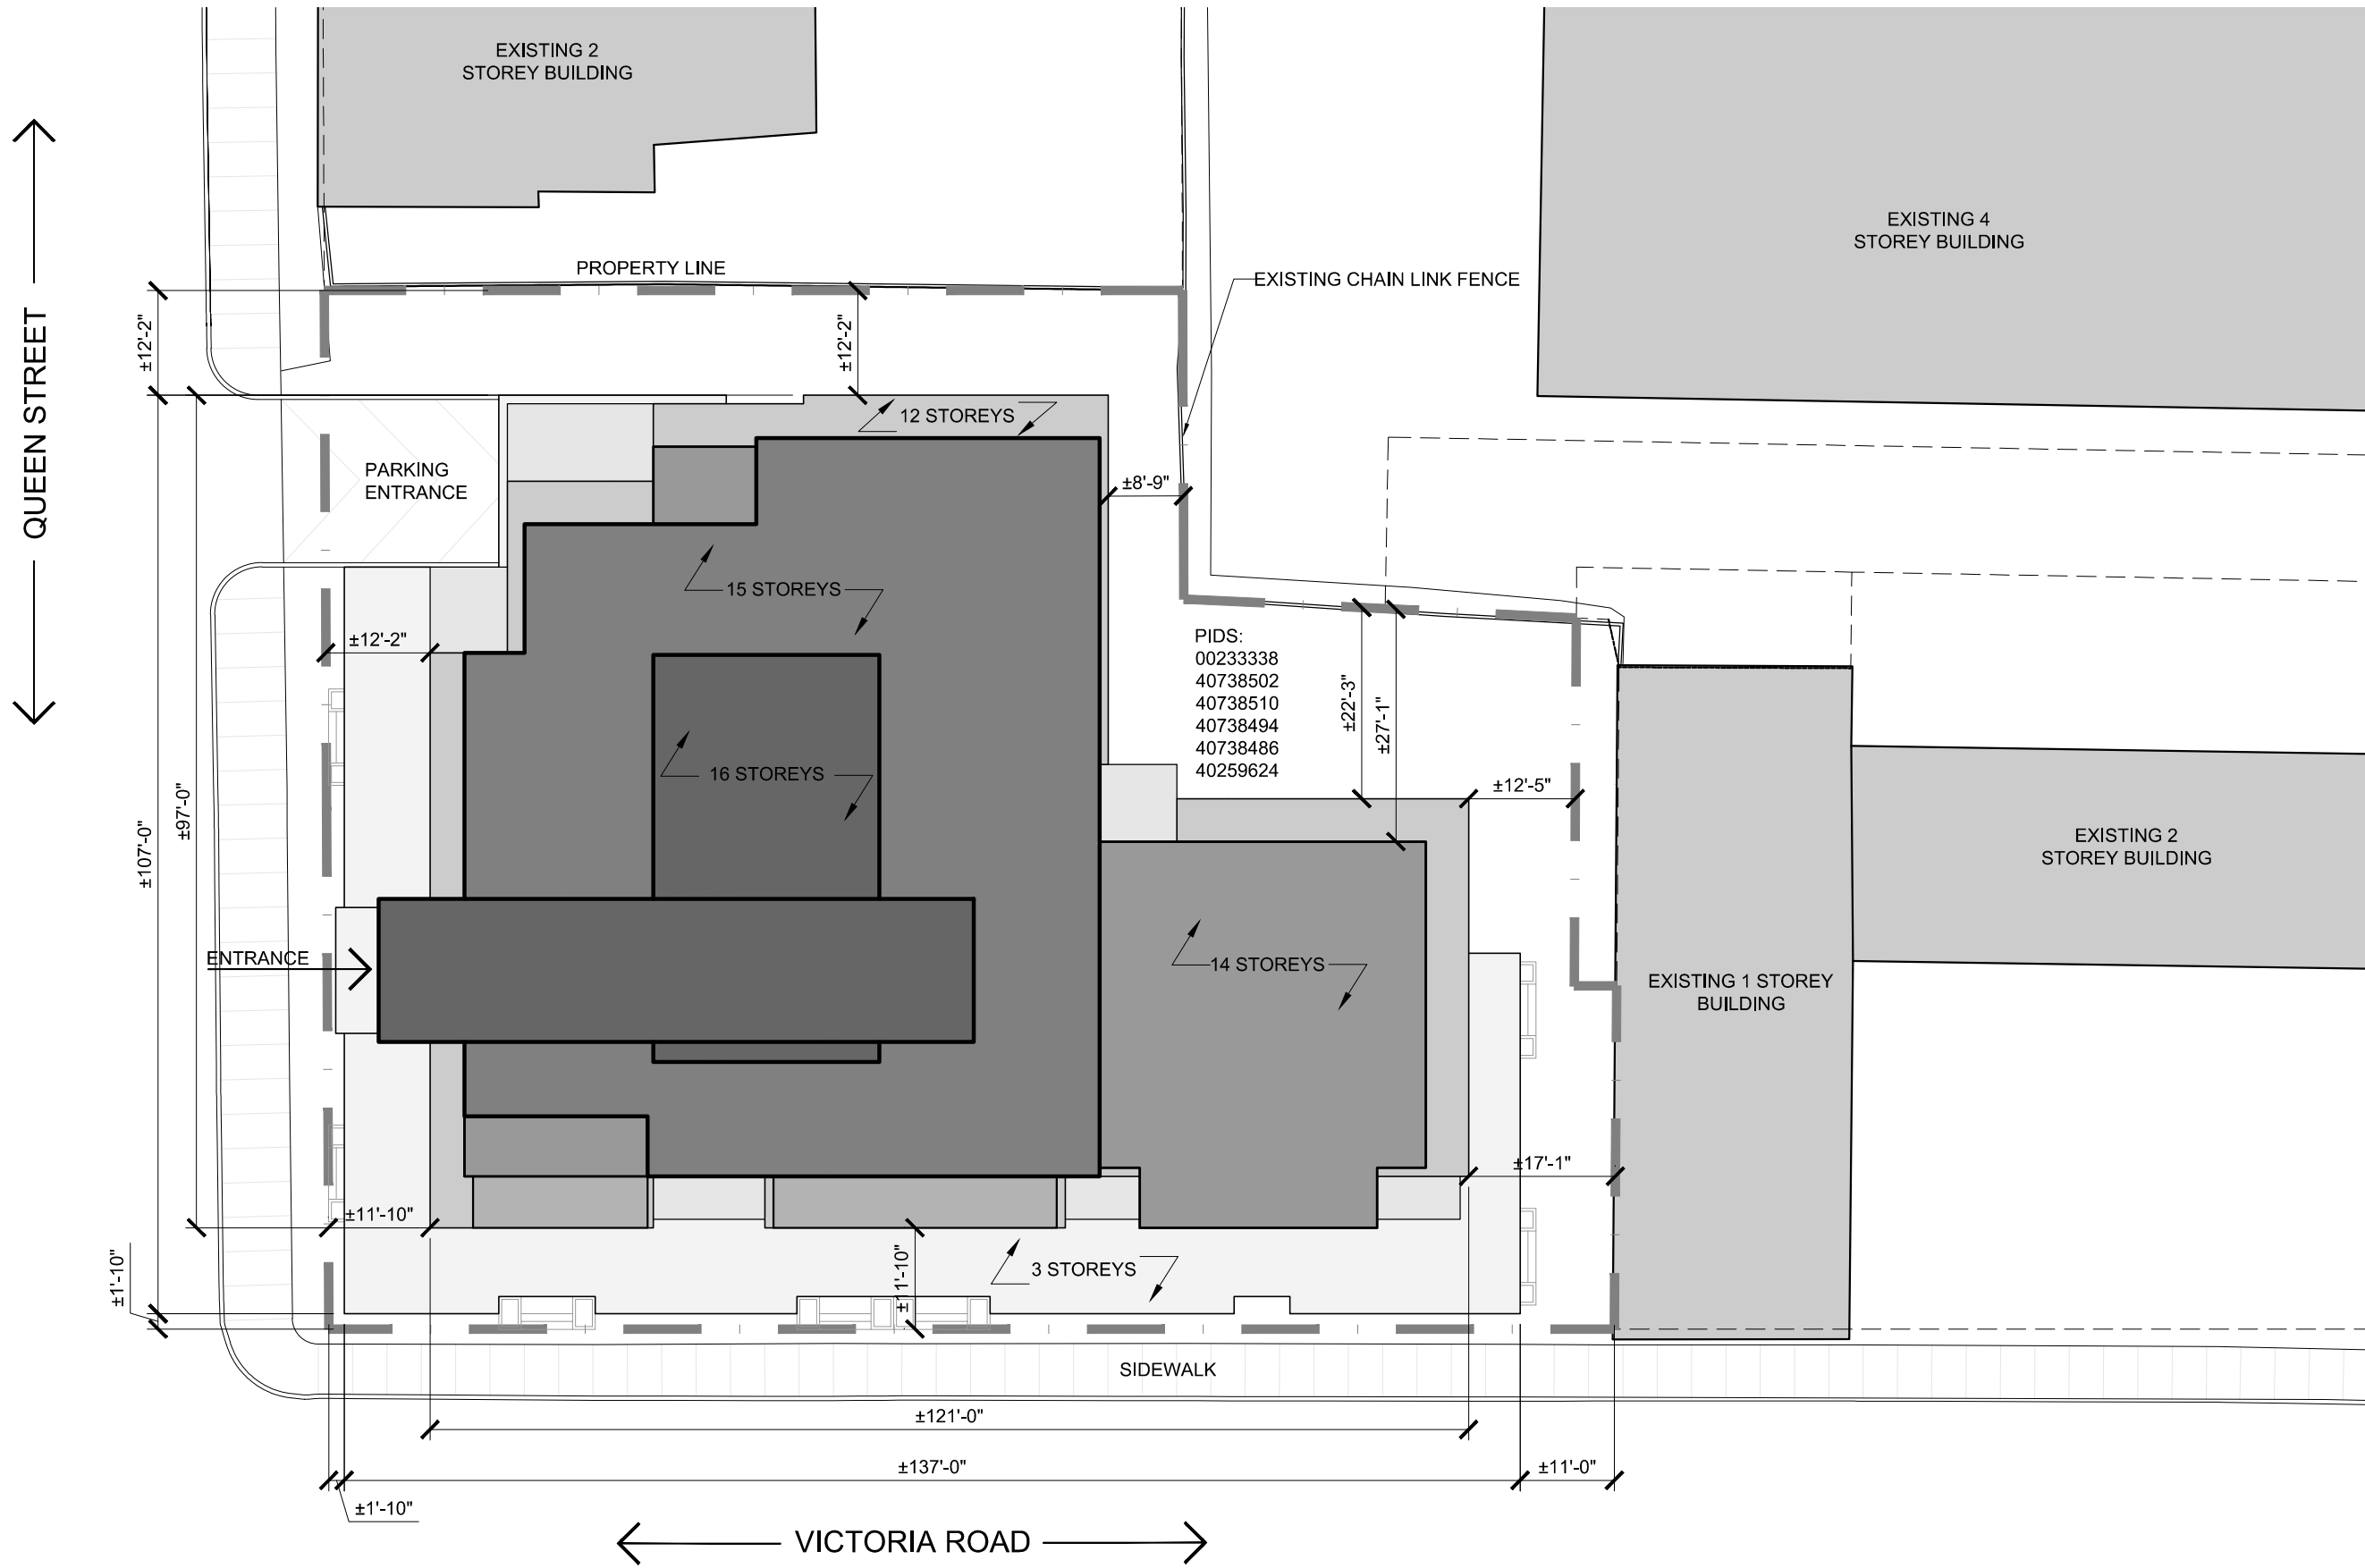 EXISTING 2
STOREY BUILDING
EXISTING 4
STOREY BUILDING
PROPERTY LINE
EXISTING CHAIN LINK FENCE
QUEEN STREET
±12'-2"
±12'-2"
12 STOREYS
PARKING
ENTRANCE
±8'-9"
15 STOREYS
±12'-2"
PIDS:
00233338
40738502
40738510
40738494
40738486
40259624
±22'-3"
±27'-1"
16 STOREYS
±12'-5"
±107'-0"
±97'-0"
EXISTING 2
STOREY BUILDING
ENTRANCE
14 STOREYS
EXISTING 1 STOREY
BUILDING
±17'-1"
±11'-10"
±1'-10"
±11'-10"
3 STOREYS
SIDEWALK
±121'-0"
±137'-0"
±11'-0"
±1'-10"
VICTORIA ROAD